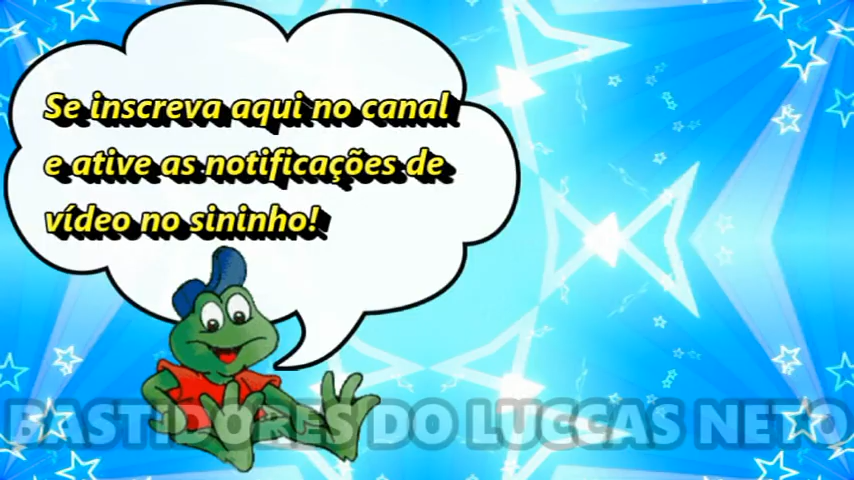 Se inscreva aqui no canal
e ative as notificações de
vídeo no sininho!
BASTIDORES DO LUCCAS NETO